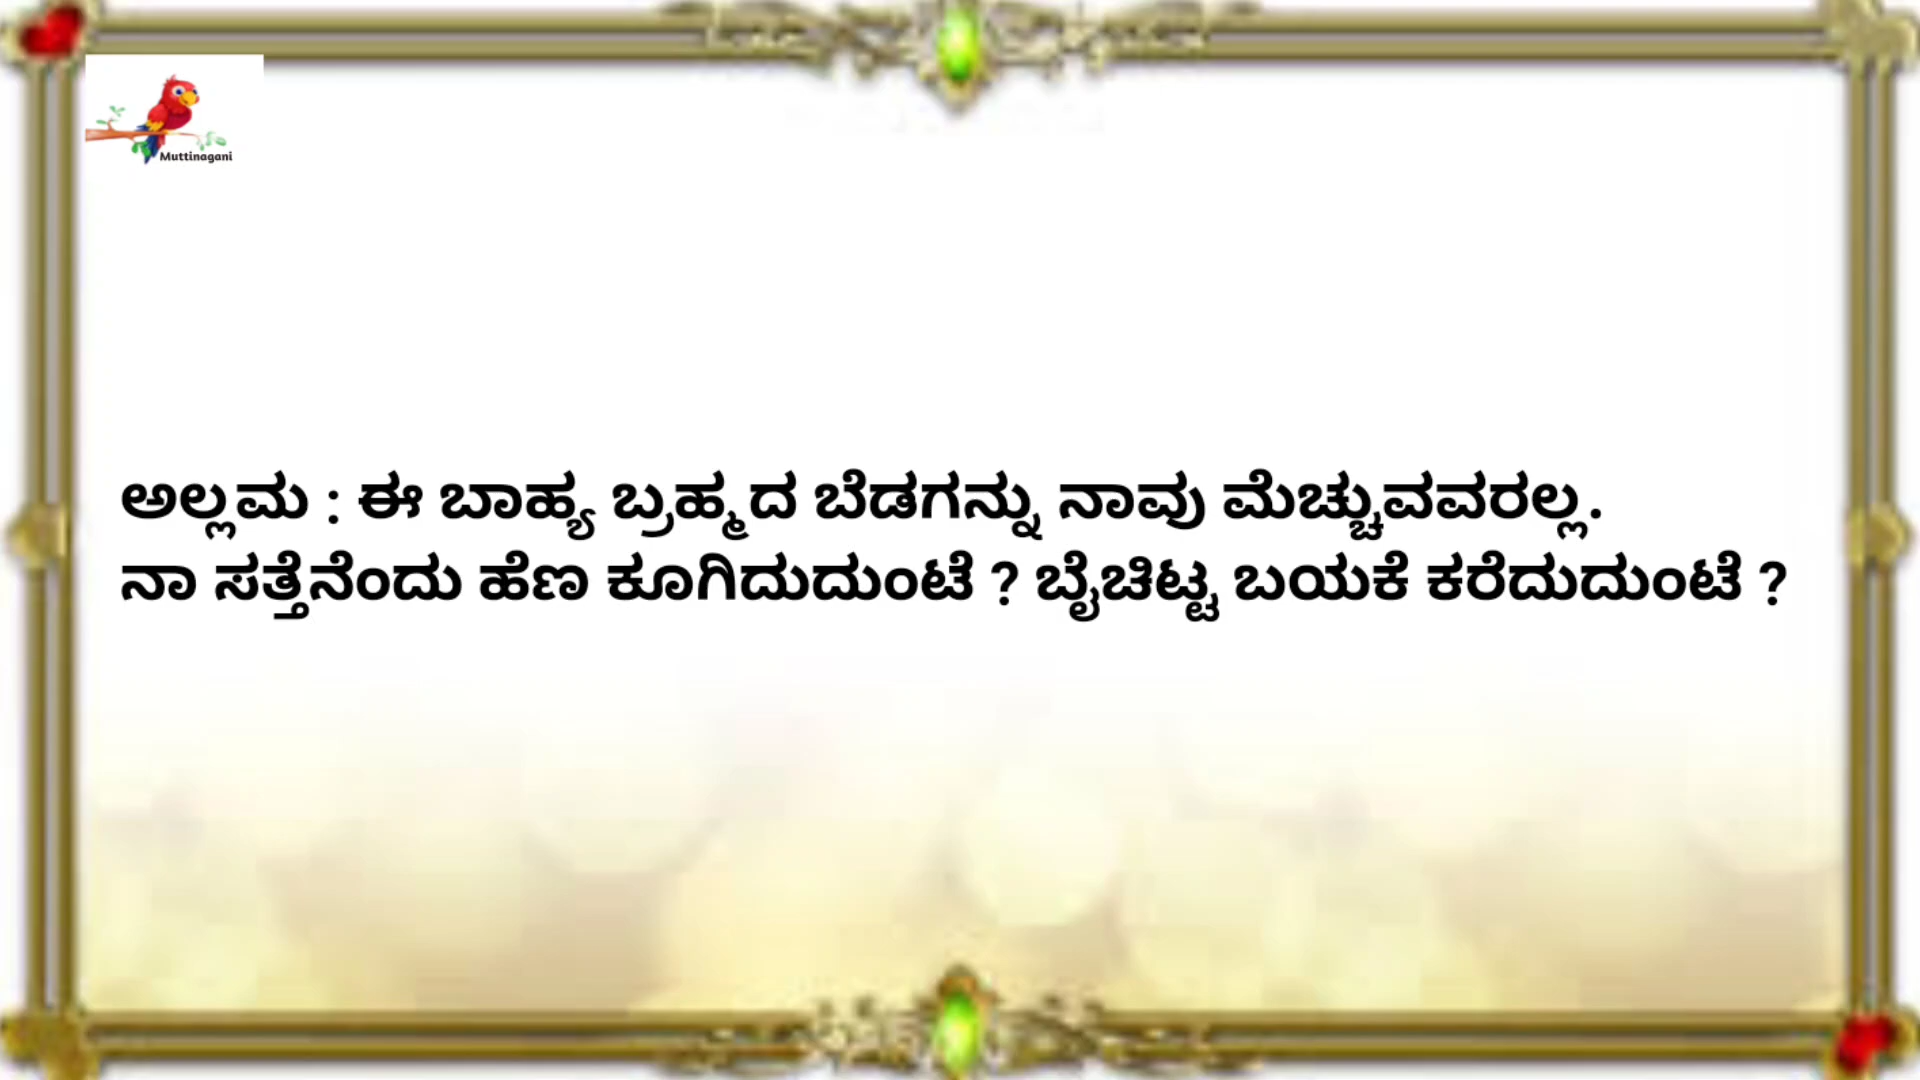 Muttinagani
ಅಲ್ಲಮ : ಈ ಬಾಹ್ಯ ಬ್ರಹ್ಮದ ಬೆಡಗನ್ನು ನಾವು ಮೆಚ್ಚುವವರಲ್ಲ.
ನಾ ಸತ್ತೆನೆಂದು ಹೆಣ ಕೂಗಿದುದುಂಟೆ ? ಬೈಚಿಟ್ಟ ಬಯಕೆ ಕರೆದುದುಂಟೆ ?